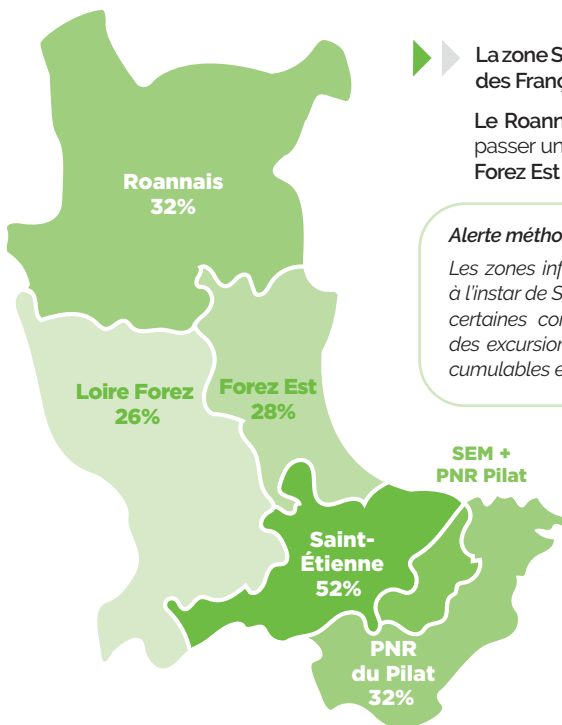 Roannais
32%
Loire Forez
26%
Forez Est
28%
SEM +
PNR Pilat
Saint-
Étienne
52%
PNR
du Pilat
32%
La zone S
des Franç
Le Roann
passer un
Forez Est
Alerte métho
Les zones inf
à l'instar de S
certaines con
des excursion
cumulables e